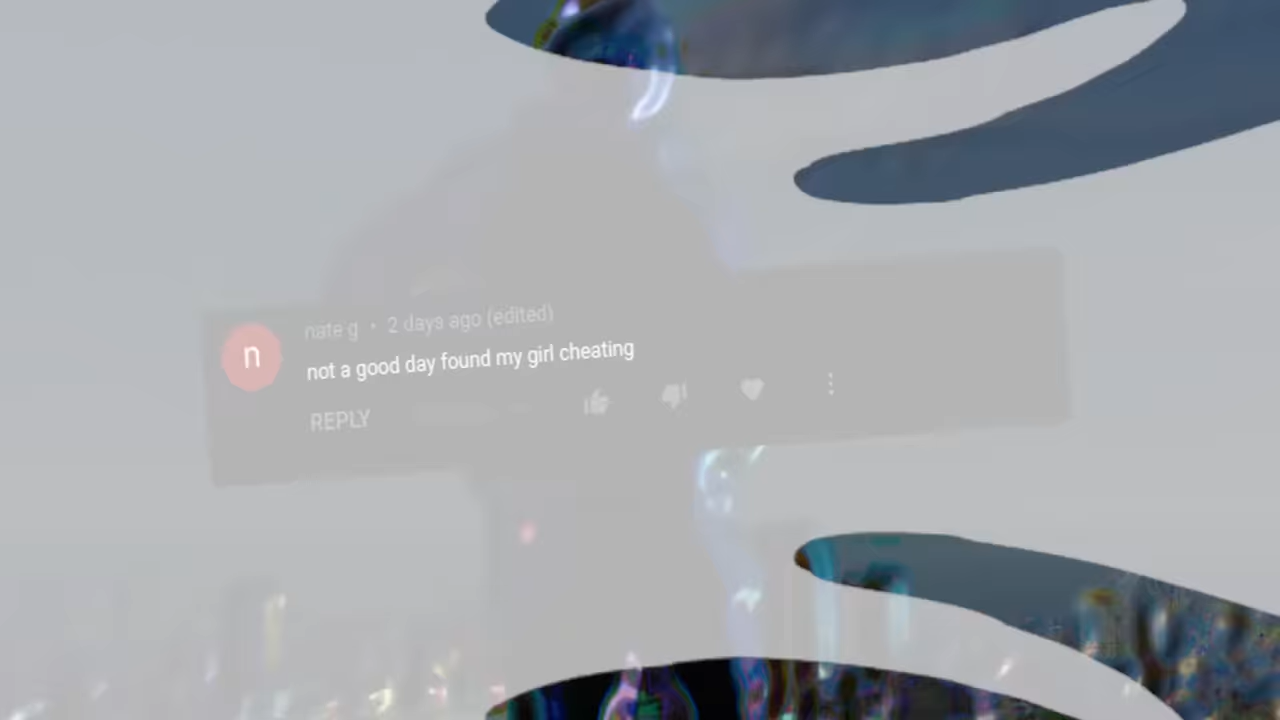 n
nate g • 2 days ago (edited)
not a good day found my girl cheating
REPLY